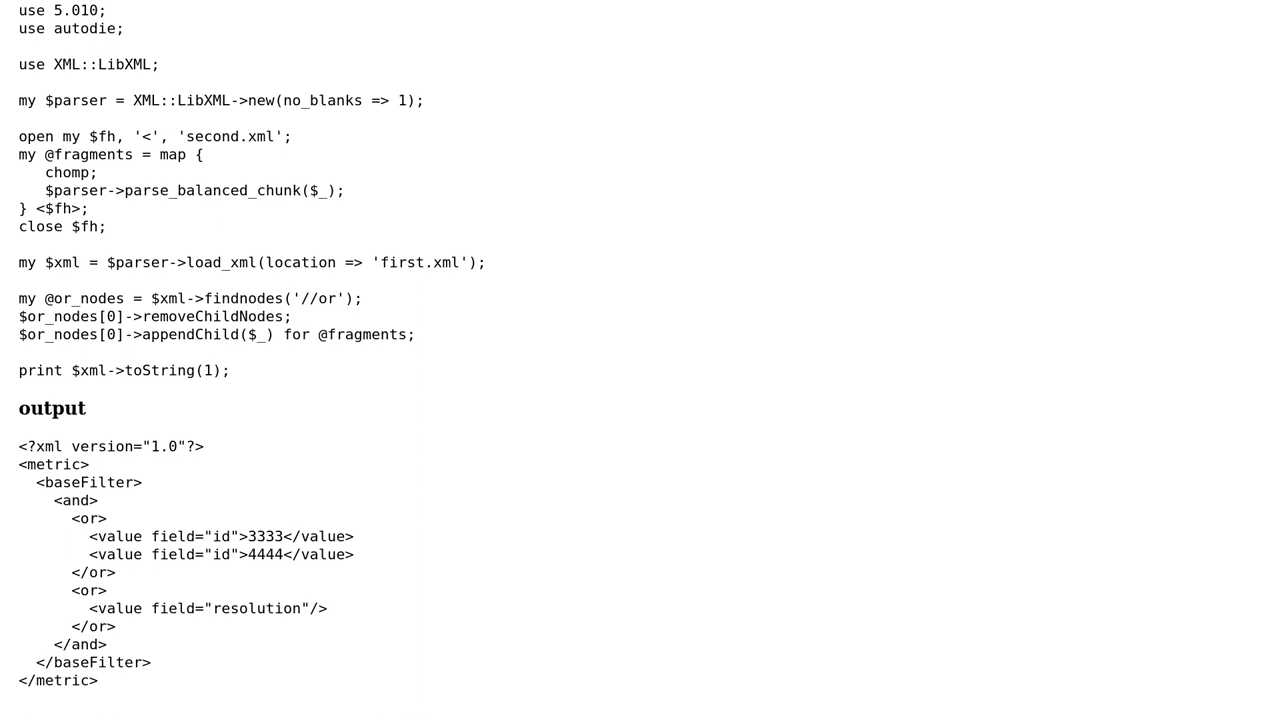 use 5.010;
use autodie;

use XML::LibXML;

my $parser = XML::LibXML->new(no_blanks => 1);

open my $fh, '<', 'second.xml';
my @fragments = map {
   chomp;
   $parser->parse_balanced_chunk($_);
} <$fh>;
close $fh;

my $xml = $parser->load_xml(location => 'first.xml');

my @or_nodes = $xml->findnodes('//or');
$or_nodes[0]->removeChildNodes;
$or_nodes[0]->appendChild($_) for @fragments;

print $xml->toString(1);

output

<?xml version="1.0"?>
<metric>
  <baseFilter>
    <and>
      <or>
        <value field="id">3333</value>
        <value field="id">4444</value>
      </or>
      <or>
        <value field="resolution"/>
      </or>
    </and>
  </baseFilter>
</metric>